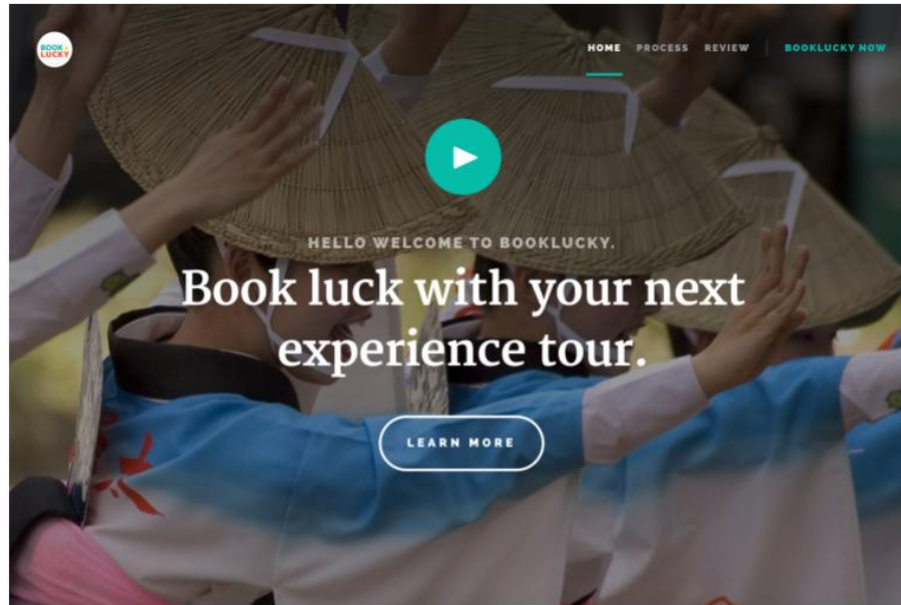 BOOK
LUCKY
HOME PROCESS REVIEW BOOKLUCKY NOW
HELLO WELCOME TO BOOKLUCKY.
Book luck with your next
experience tour.
LEARN MORE